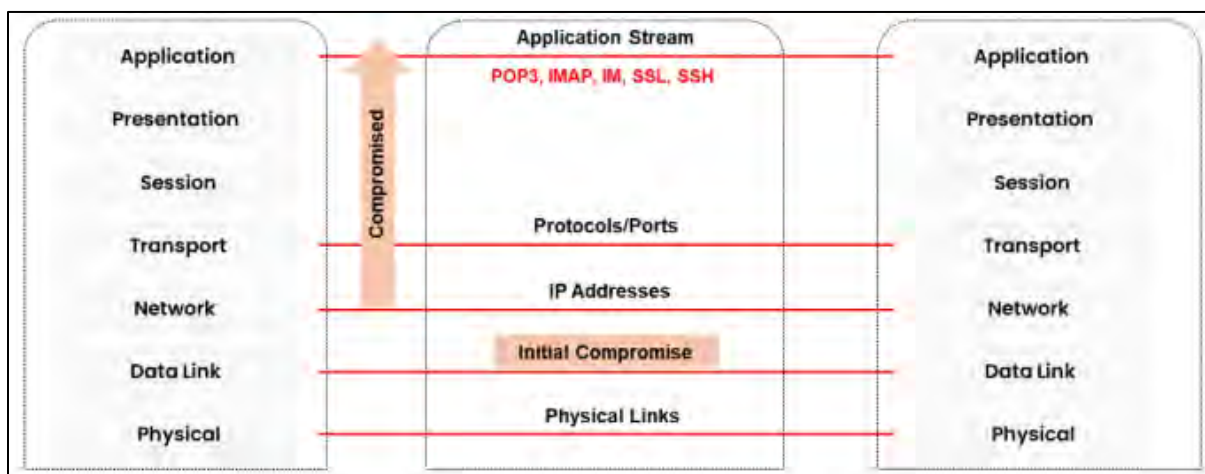 Application
Presentation
Session
Transport
Network
Data Link
Physical
Compromised
Application Stream
POP3, IMAP, IM, SSL, SSH
Protocols/Ports
IP Addresses
Initial Compromise
Physical Links
Application
Presentation
Session
Transport
Network
Data Link
Physical